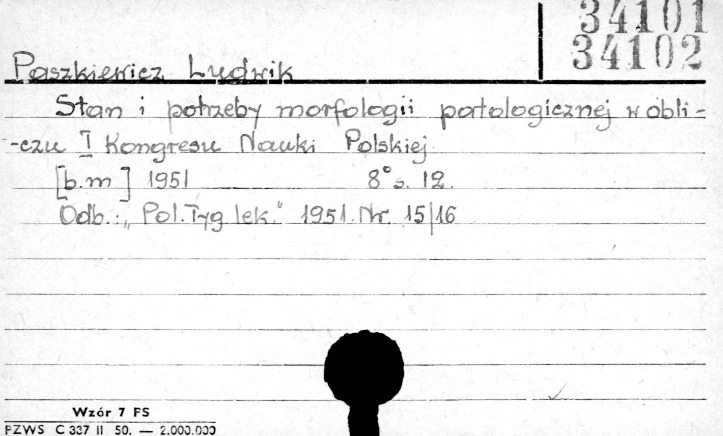 34101
34102
Paszkiewicz Ludwik
Stan i potrzeby morfologii patologicznej w obli-
-czu I Kongresu Nauki Polskiej
[b.m] 1951 8° s. 12.
Odb.: „Pol. Tyg lek." 1951. Nr. 15/16
Wzór 7 FS
PZWS C 337 II 50. — 2,000.000